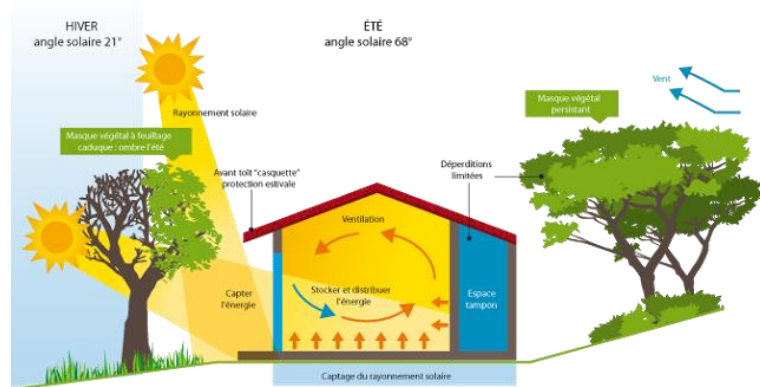 HIVER
angle solaire 21°
ÉTÉ
angle solaire 68°
Rayonnement solaire
Masque végétal à feuillage
caduque : ombre l'été
Avant toit "casquette"
protection estivale
Déperditions
limitées
Masque végétal
persistant
Vent
Ventilation
Capter
l'énergie
Stocker et distribuer
l'énergie
Espace
tampon
Captage du rayonnement solaire